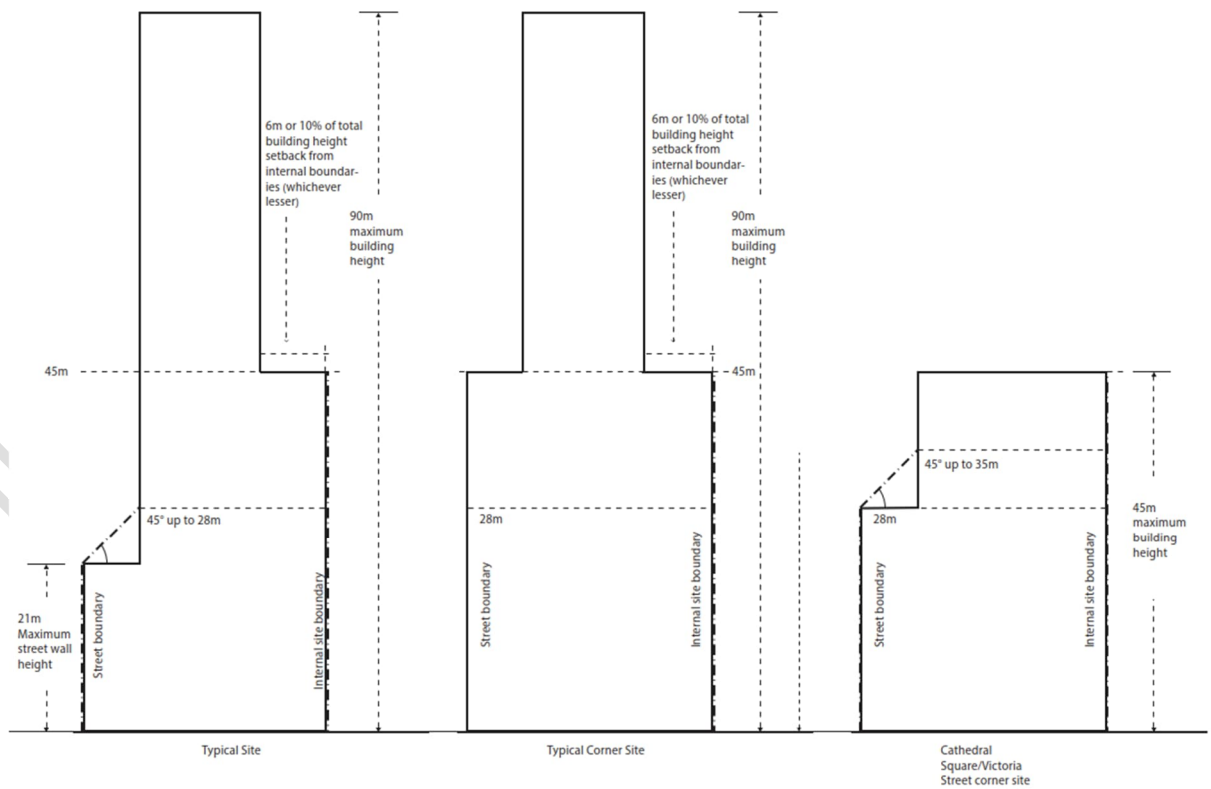 6m or 10% of total
building height
setback from
internal boundar-
ies (whichever
lesser)
90m
maximum
building
height
45m
45° up to 28m
21m
Maximum
street wall
height
Street boundary
Internal site boundary
Typical Site
6m or 10% of total
building height
setback from
internal boundar-
ies (whichever
lesser)
90m
maximum
building
height
45m
28m
Street boundary
Internal site boundary
Typical Corner Site
45° up to 35m
28m
45m
maximum
building
height
Street boundary
Internal site boundary
Cathedral
Square/Victoria
Street corner site